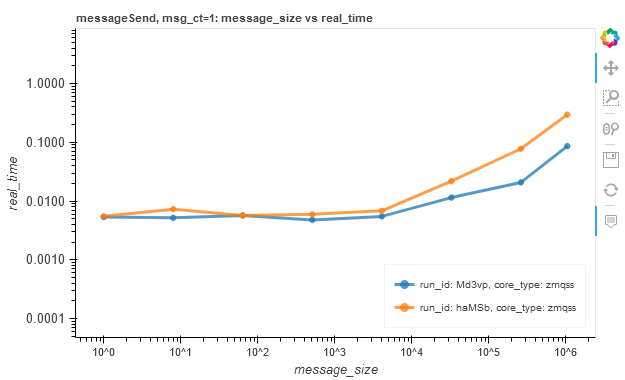 messageSend, msg_ct=1: message_size vs real_time
1.0000
0.1000
0.0100
0.0010
0.0001
real_time
run_id: Md3vp, core_type: zmqss
run_id: haMSb, core_type: zmqss
10^0 10^1 10^2 10^3 10^4 10^5 10^6
message_size